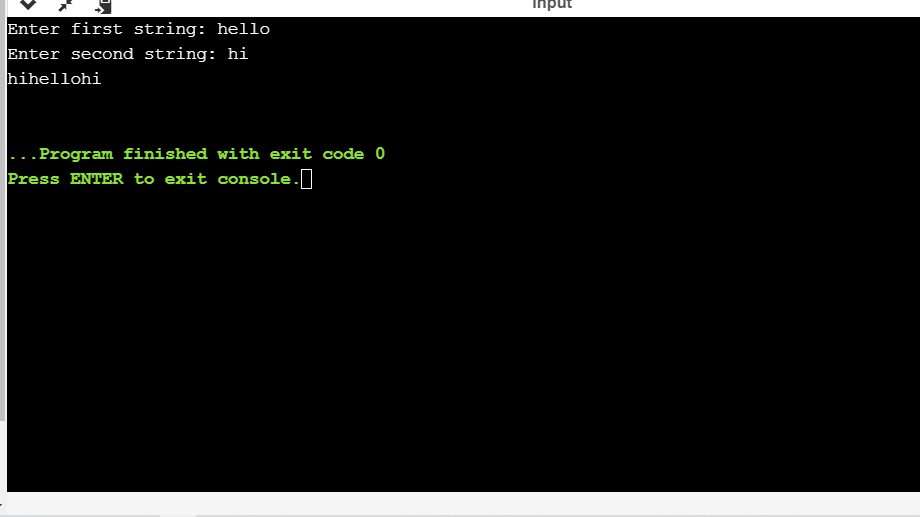 input
Enter first string: hello
Enter second string: hi
hihellohi
...Program finished with exit code 0
Press ENTER to exit console.